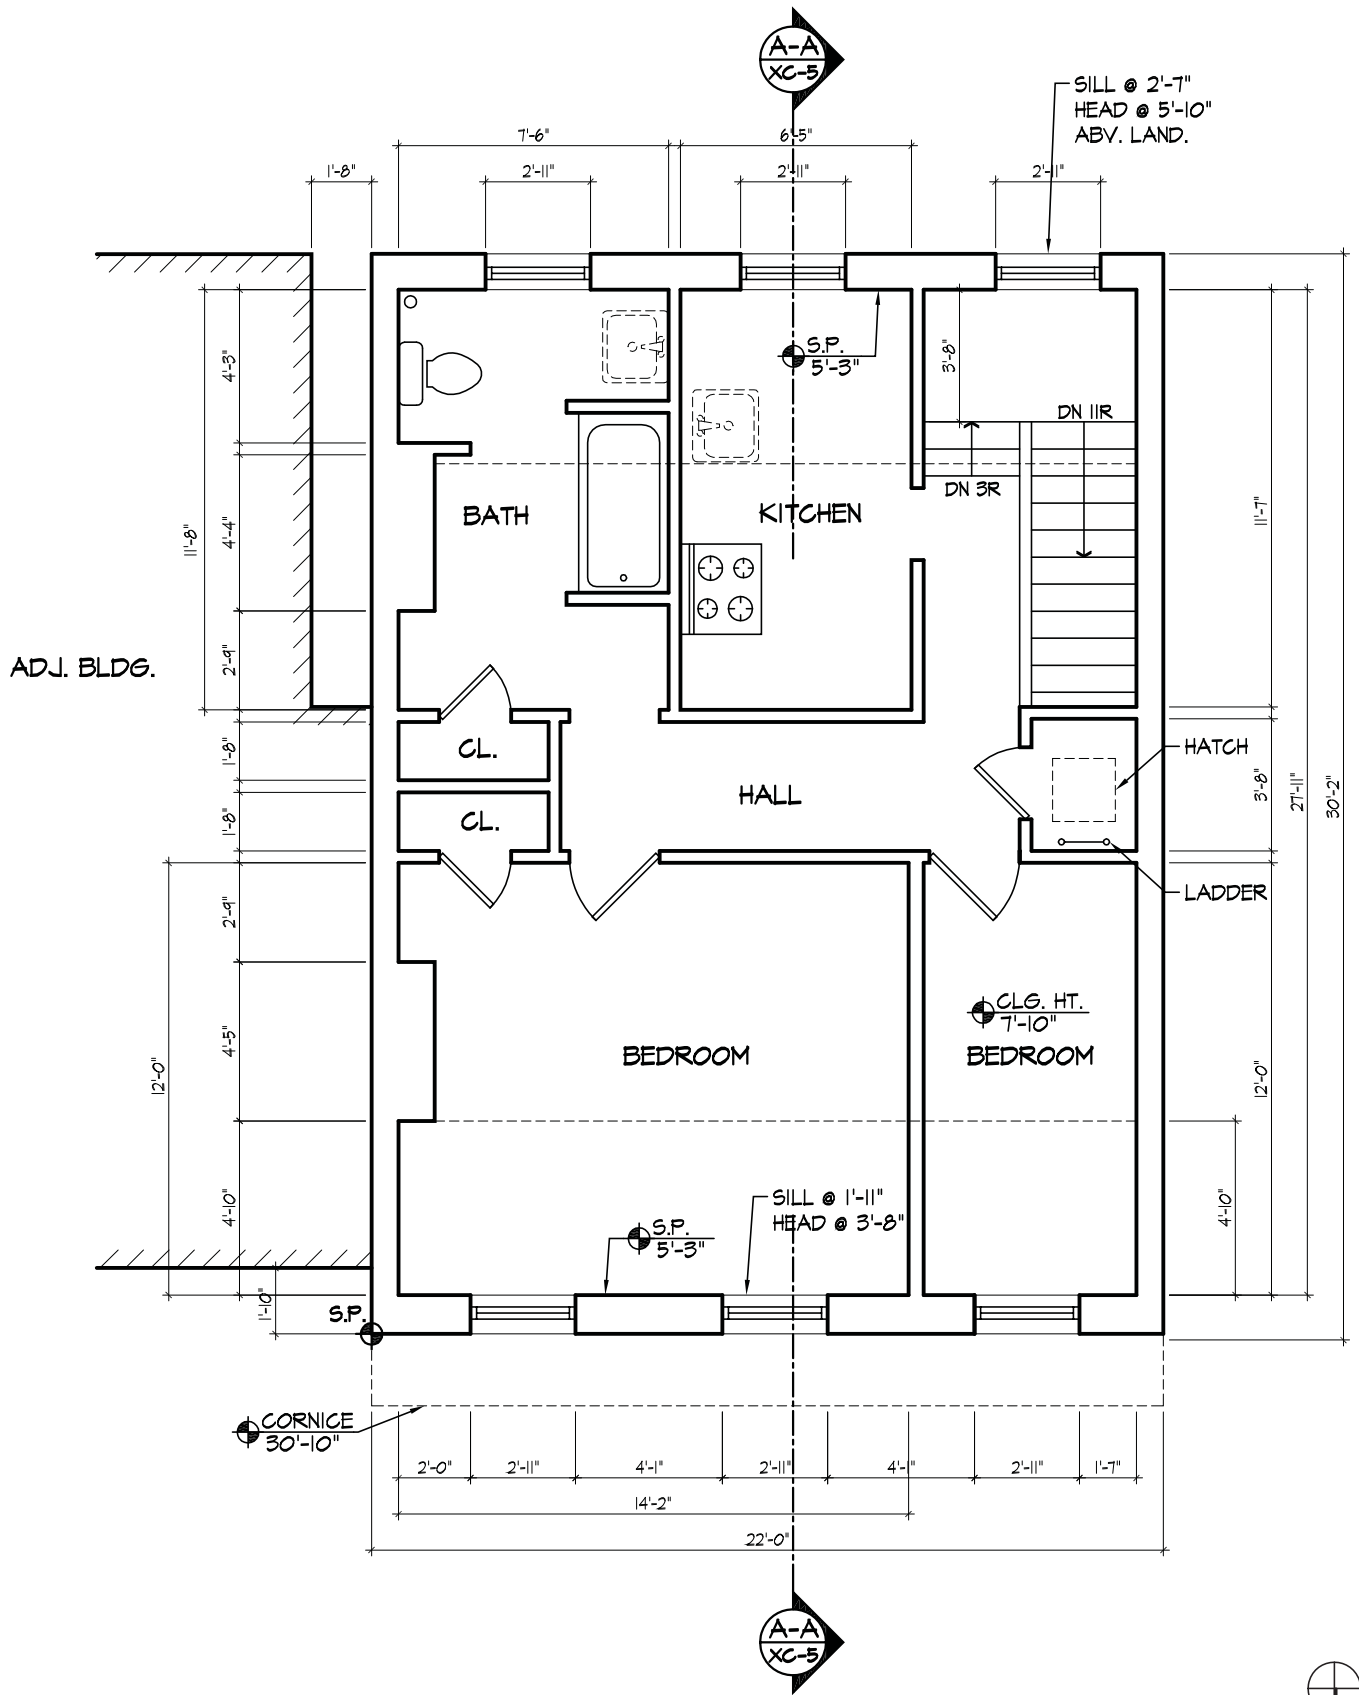 A-A
XC-5
SILL @ 2'-7"
HEAD @ 5'-10"
ABV. LAND.
7'-6"
6'-5"
1'-8"
2'-11"
2'-11"
2'-11"
S.P.
5'-3"
4'-3"
3'-8"
DN 11R
DN 3R
BATH
KITCHEN
11'-8"
4'-4"
11'-7"
2'-9"
ADJ. BLDG.
CL.
1'-8"
HATCH
HALL
3'-8"
27'-11"
30'-2"
CL.
1'-8"
LADDER
2'-9"
CLG. HT.
7'-10"
BEDROOM
BEDROOM
4'-5"
12'-0"
12'-0"
SILL @ 1'-11"
HEAD @ 3'-8"
4'-10"
4'-10"
S.P.
5'-3"
1'-10"
S.P.
CORNICE
30'-10"
2'-0"
2'-11"
4'-1"
2'-11"
4'-1"
2'-11"
1'-7"
14'-2"
22'-0"
A-A
XC-5